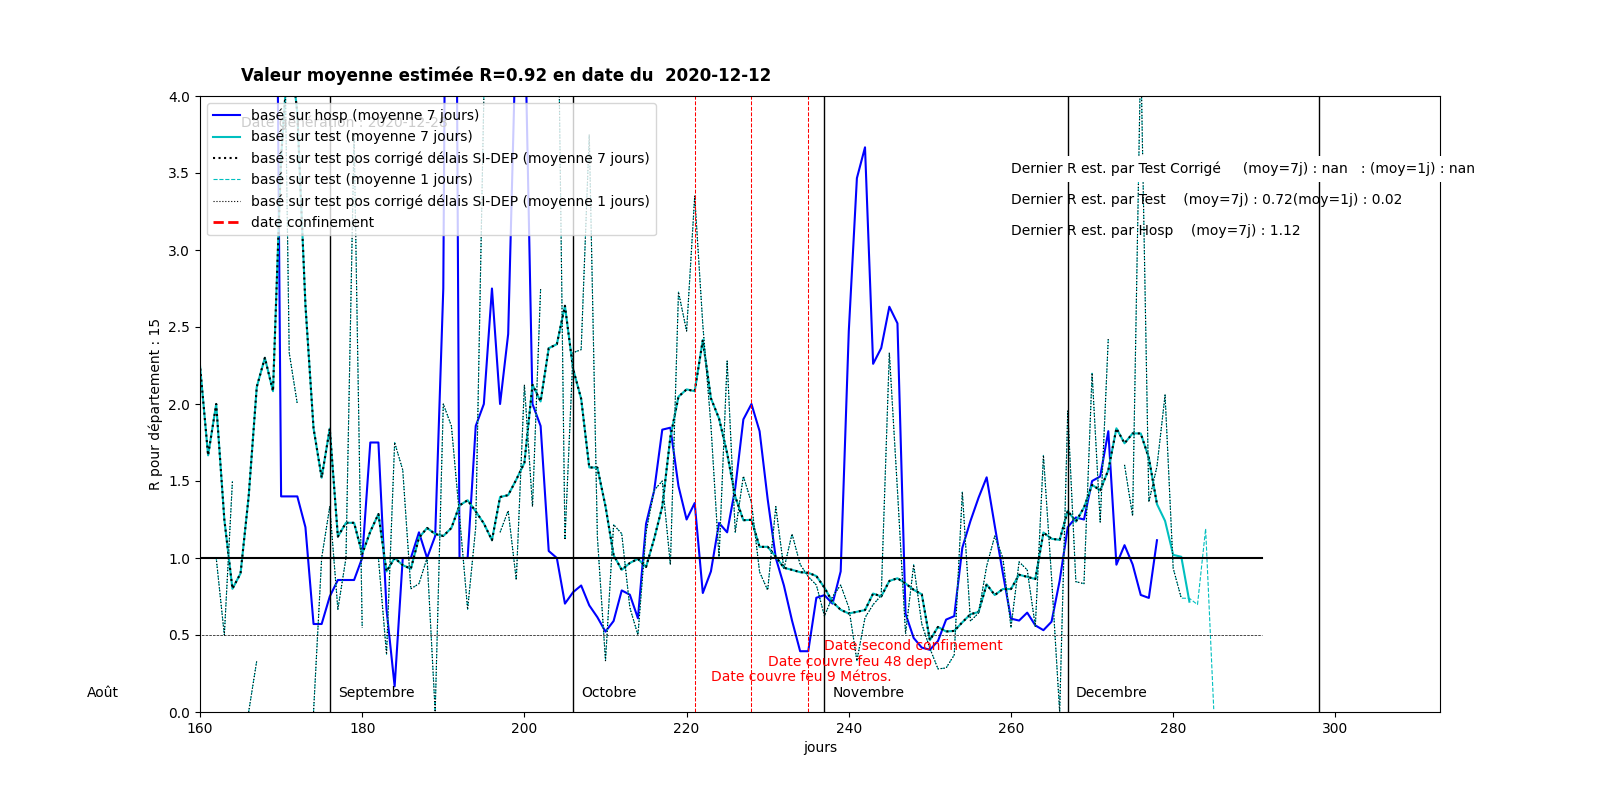 Valeur moyenne estimée R=0.92 en date du  2020-12-12
basé sur hosp (moyenne 7 jours)
basé sur test (moyenne 7 jours)
basé sur test pos corrigé délais SI-DEP (moyenne 7 jours)
basé sur test (moyenne 1 jours)
basé sur test pos corrigé délais SI-DEP (moyenne 1 jours)
date confinement
Dernier R est. par Test Corrigé     (moy=7j) : nan   : (moy=1j) : nan
Dernier R est. par Test    (moy=7j) : 0.72(moy=1j) : 0.02
Dernier R est. par Hosp    (moy=7j) : 1.12
4.0
3.5
3.0
2.5
2.0
1.5
1.0
0.5
0.0
R pour département : 15
Date second confinement
Date couvre feu 48 dep
Date couvre feu 9 Métros.
Août
Septembre
Octobre
Novembre
Decembre
160
180
200
220
240
260
280
300
jours